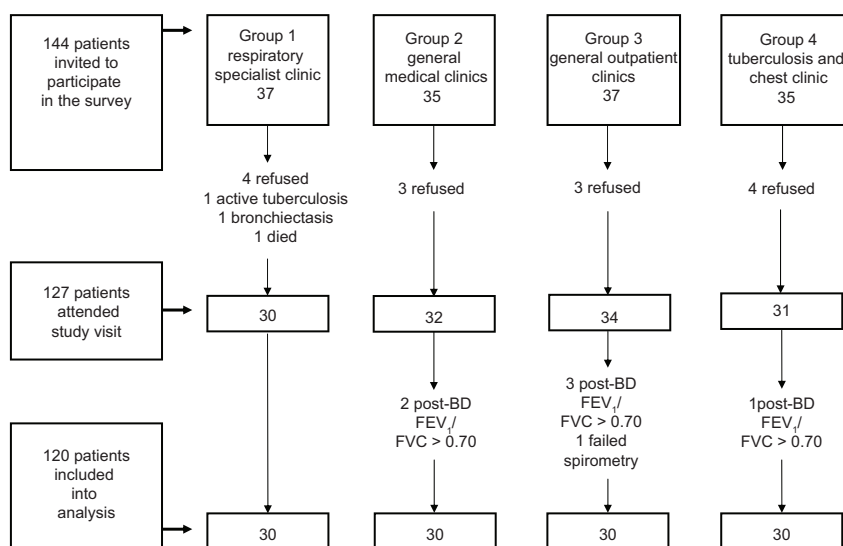 144 patients
invited to
participate
in the survey
Group 1
respiratory
specialist clinic
37
Group 2
general
medical clinics
35
Group 3
general outpatient
clinics
37
Group 4
tuberculosis and
chest clinic
35
4 refused
1 active tuberculosis
1 bronchiectasis
1 died
3 refused
3 refused
4 refused
127 patients
attended
study visit
30
32
34
31
2 post-BD
FEV₁/
FVC > 0.70
3 post-BD
FEV₁/
FVC > 0.70
1 failed
spirometry
1post-BD
FEV₁/
FVC > 0.70
120 patients
included
into
analysis
30
30
30
30